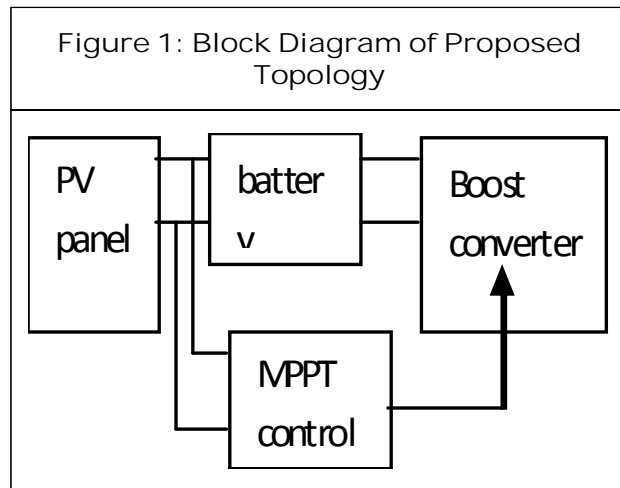 Figure 1: Block Diagram of Proposed
Topology
PV
panel
batter
y
Boost
converter
MPPT
control